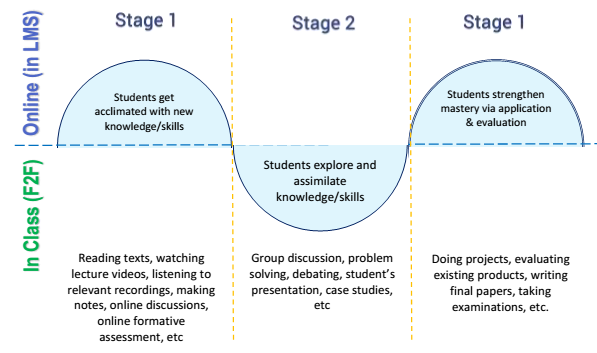 Stage 1
Stage 2
Stage 1
Online (in LMS)
Students get
acclimated with new
knowledge/skills
Students strengthen
mastery via application
& evaluation
In Class (F2F)
Students explore and
assimilate
knowledge/skills
Reading texts, watching
lecture videos, listening to
relevant recordings, making
notes, online discussions,
online formative
assessment, etc
Group discussion, problem
solving, debating, student’s
presentation, case studies,
etc
Doing projects, evaluating
existing products, writing
final papers, taking
examinations, etc.